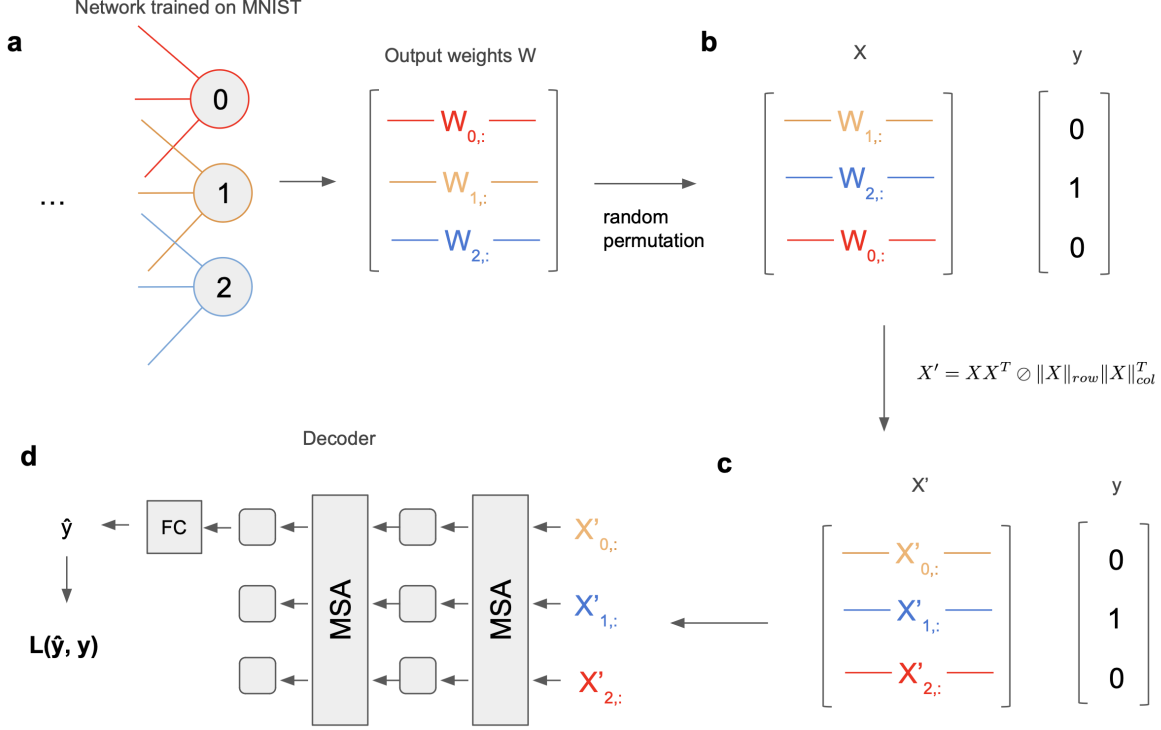 Network trained on MNIST
a
0
1
2
...
Output weights W
W0,:
W1,:
W2,:
random
permutation
b
X
y
W1,:
W2,:
W0,:
0
1
0
X' = XX^T ⊘ ‖X‖row‖X‖^T col
c
X'
y
X'0,:
X'1,:
X'2,:
0
1
0
d
Decoder
ŷ
FC
MSA
MSA
X'0,:
X'1,:
X'2,:
L(ŷ, y)